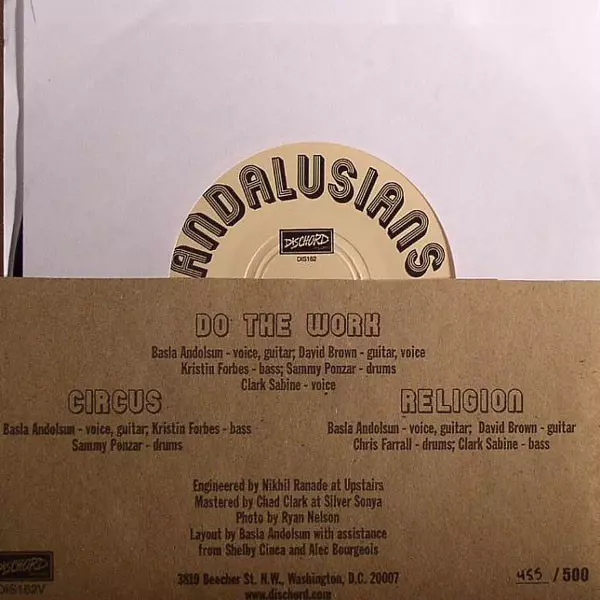 ANDALUSIANS
DISCHORD
DIS162
DO THE WORK
Basla Andolsun - voice, guitar; David Brown - guitar, voice
Kristin Forbes - bass; Sammy Ponzar - drums
Clark Sabine - voice
CIRCUS
Basla Andolsun - voice, guitar; Kristin Forbes - bass
Sammy Ponzar - drums
RELIGION
Basla Andolsun - voice, guitar; David Brown - guitar
Chris Farrall - drums; Clark Sabine - bass
Engineered by Nikhil Ranade at Upstairs
Mastered by Chad Clark at Silver Sonya
Photo by Ryan Nelson
Layout by Basla Andolsun with assistance
from Shelby Cinca and Alec Bourgeois
3819 Beecher St. N.W., Washington, D.C. 20007
www.dischord.com
DISCHORD
DIS162V
455 /500